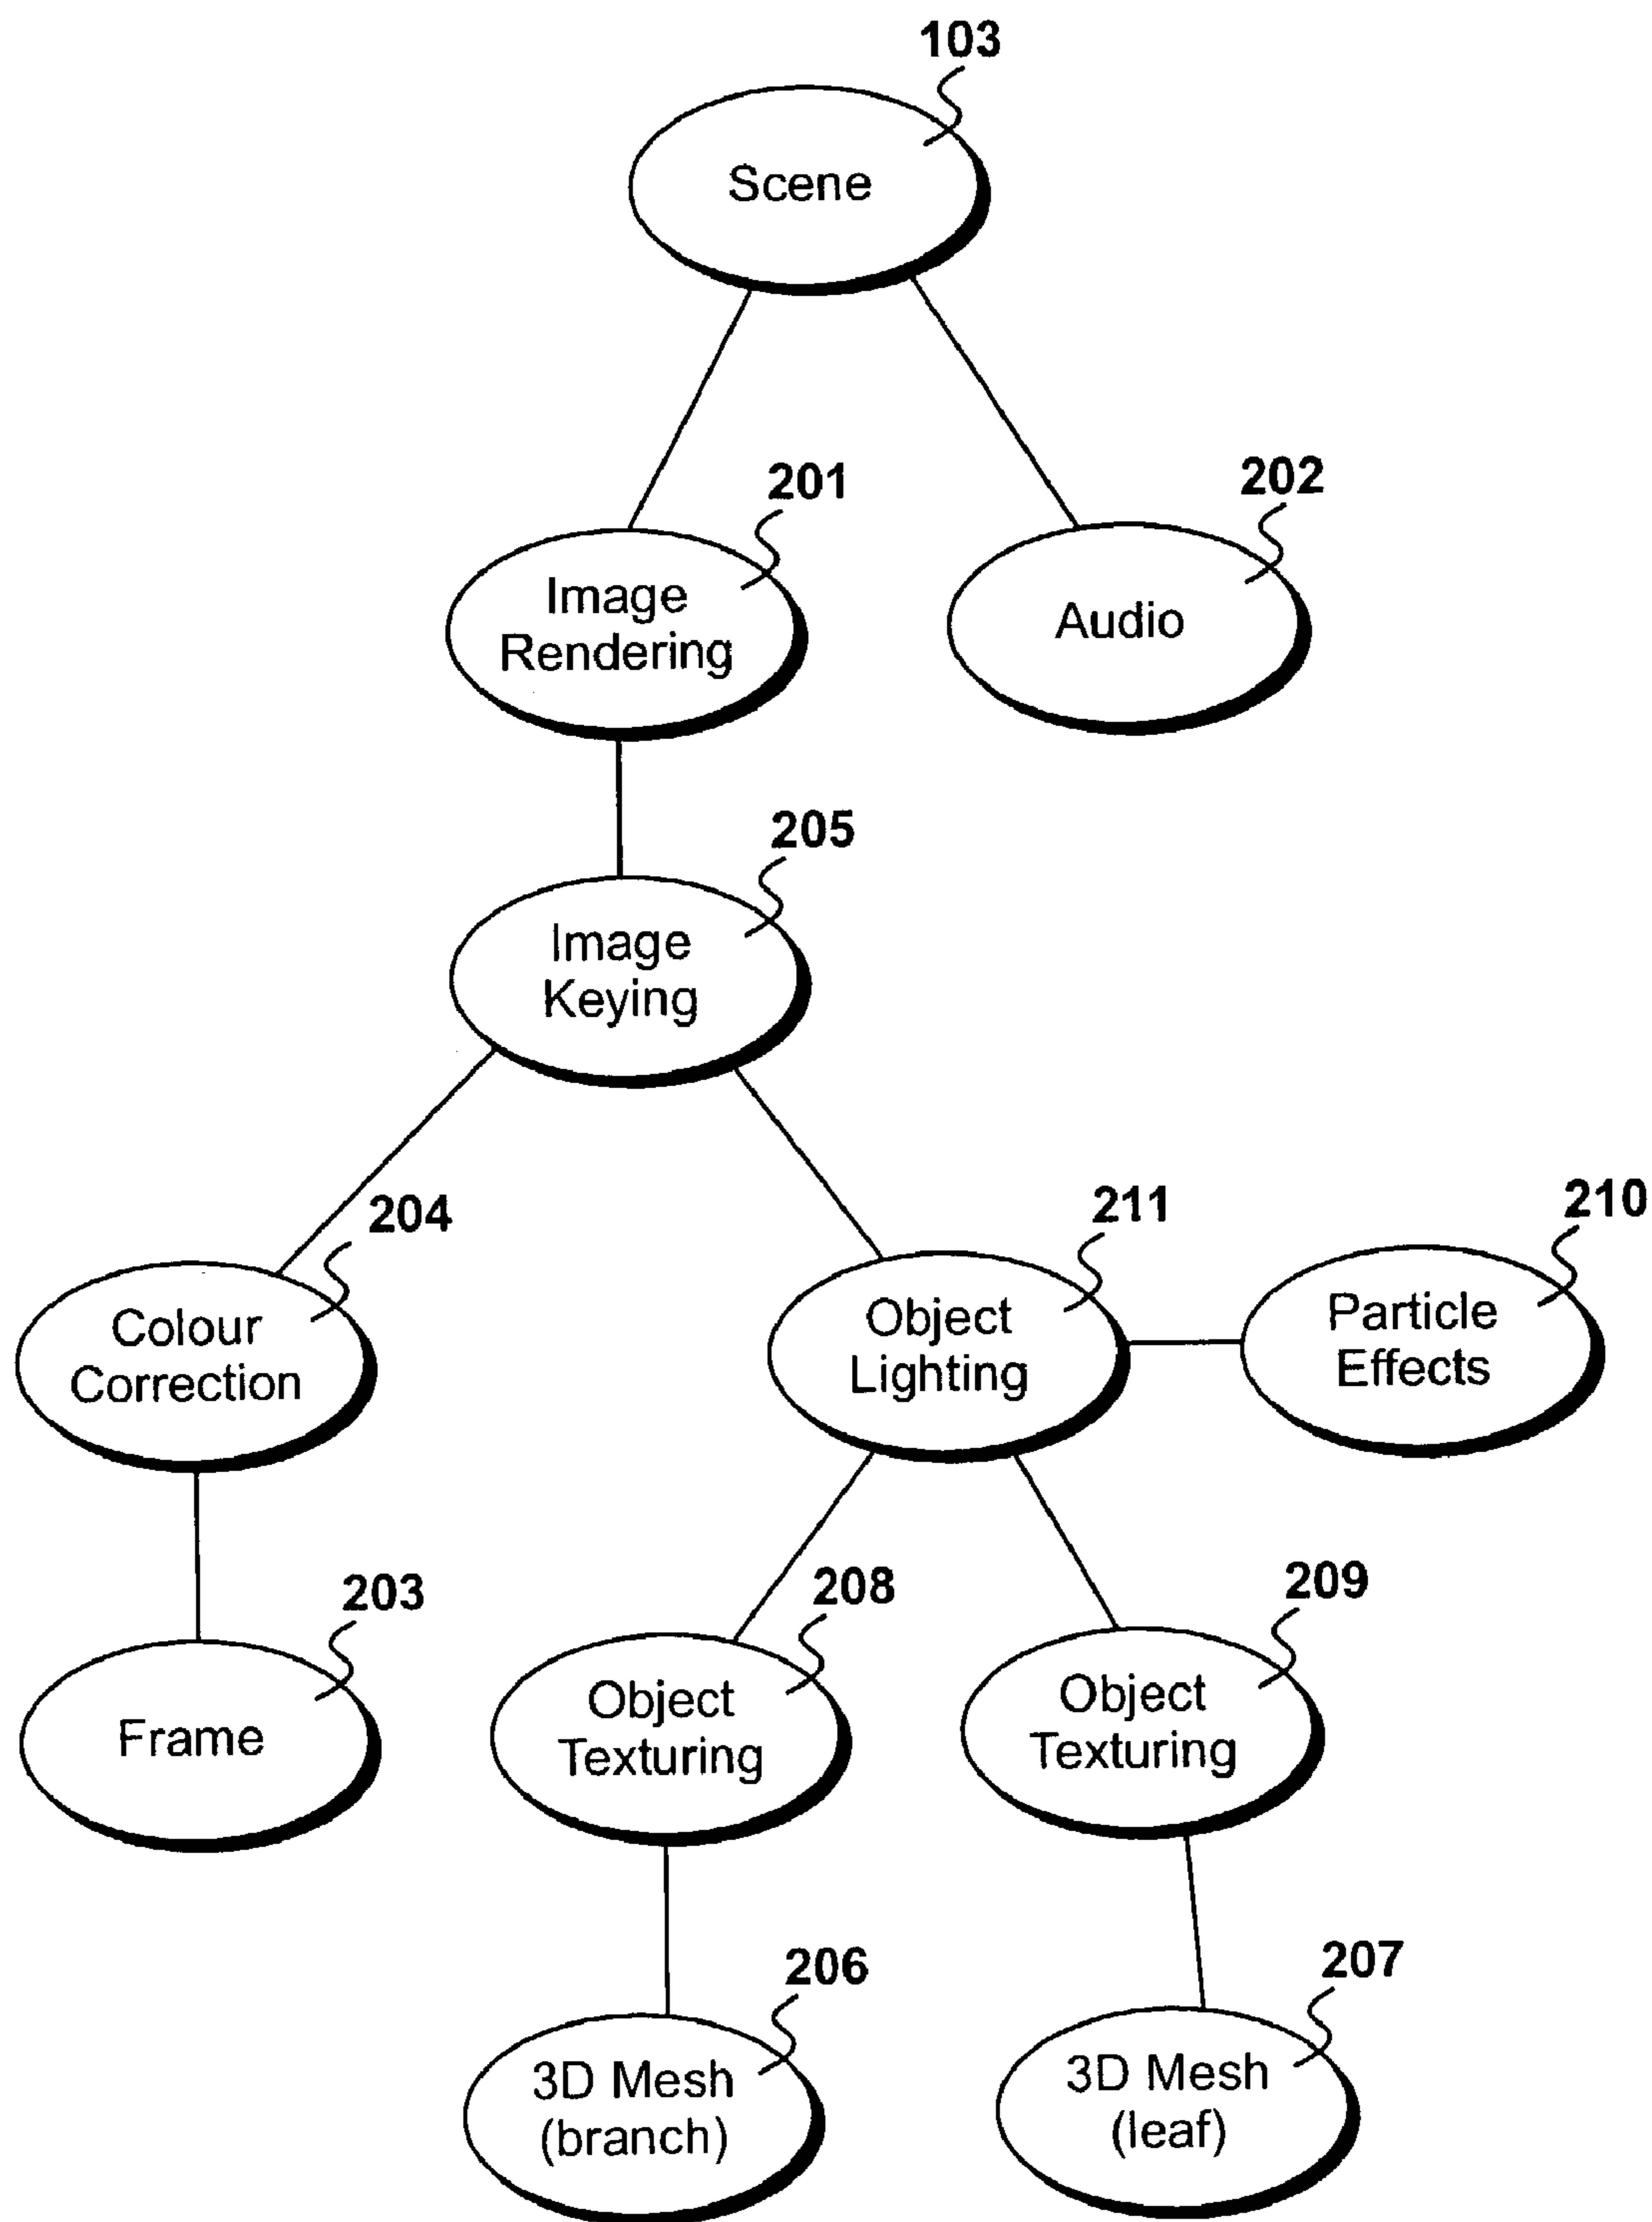 103
Scene
201
202
Image
Rendering
Audio
205
Image
Keying
204
211
210
Colour
Correction
Object
Lighting
Particle
Effects
203
208
209
Frame
Object
Texturing
Object
Texturing
206
207
3D Mesh
(branch)
3D Mesh
(leaf)